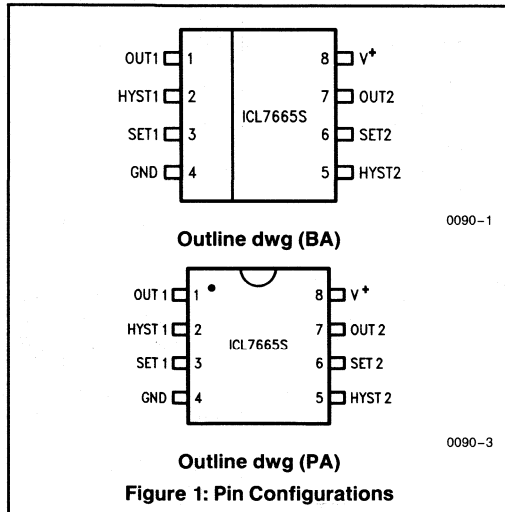 OUT1 1 8 V+
HYST1 2 7 OUT2
ICL7665S
SET1 3 6 SET2
GND 4 5 HYST2
0090-1
Outline dwg (BA)
OUT 1 1 8 V+
HYST 1 2 7 OUT 2
ICL7665S
SET 1 3 6 SET 2
GND 4 5 HYST 2
0090-3
Outline dwg (PA)
Figure 1: Pin Configurations